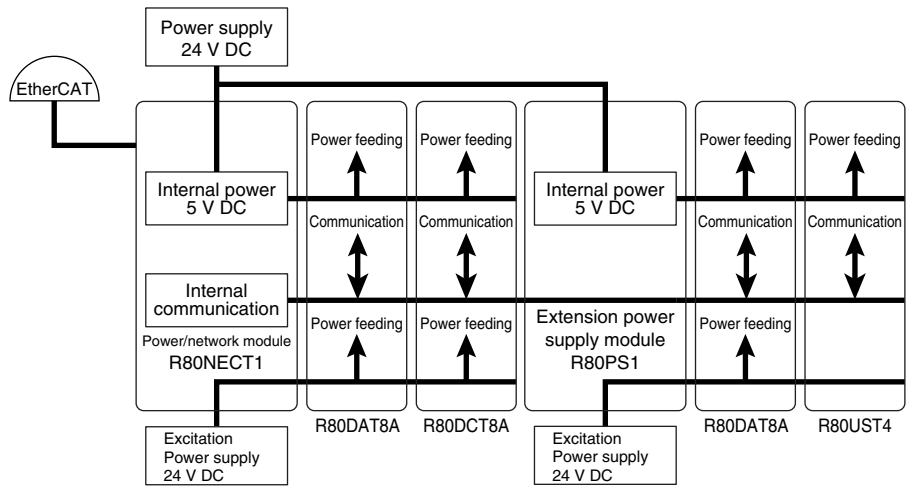 Power supply
24 V DC
EtherCAT
Power feeding
Power feeding
Power feeding
Power feeding
Internal power
5 V DC
Internal power
5 V DC
Communication
Communication
Communication
Communication
Internal
communication
Power/network module
R80NECT1
Power feeding
Power feeding
Extension power
supply module
R80PS1
Power feeding
R80DAT8A
R80DCT8A
R80DAT8A
R80UST4
Excitation
Power supply
24 V DC
Excitation
Power supply
24 V DC